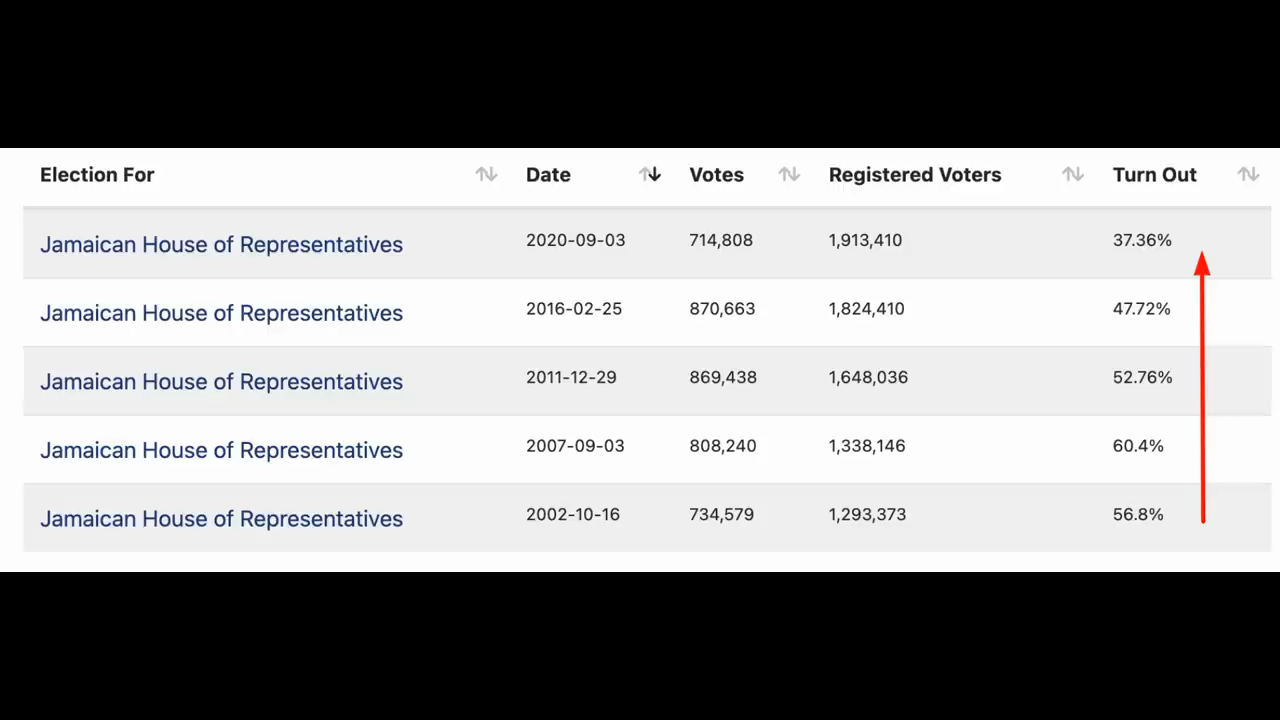 Election For Date Votes Registered Voters Turn Out
Jamaican House of Representatives 2020-09-03 714,808 1,913,410 37.36%
Jamaican House of Representatives 2016-02-25 870,663 1,824,410 47.72%
Jamaican House of Representatives 2011-12-29 869,438 1,648,036 52.76%
Jamaican House of Representatives 2007-09-03 808,240 1,338,146 60.4%
Jamaican House of Representatives 2002-10-16 734,579 1,293,373 56.8%